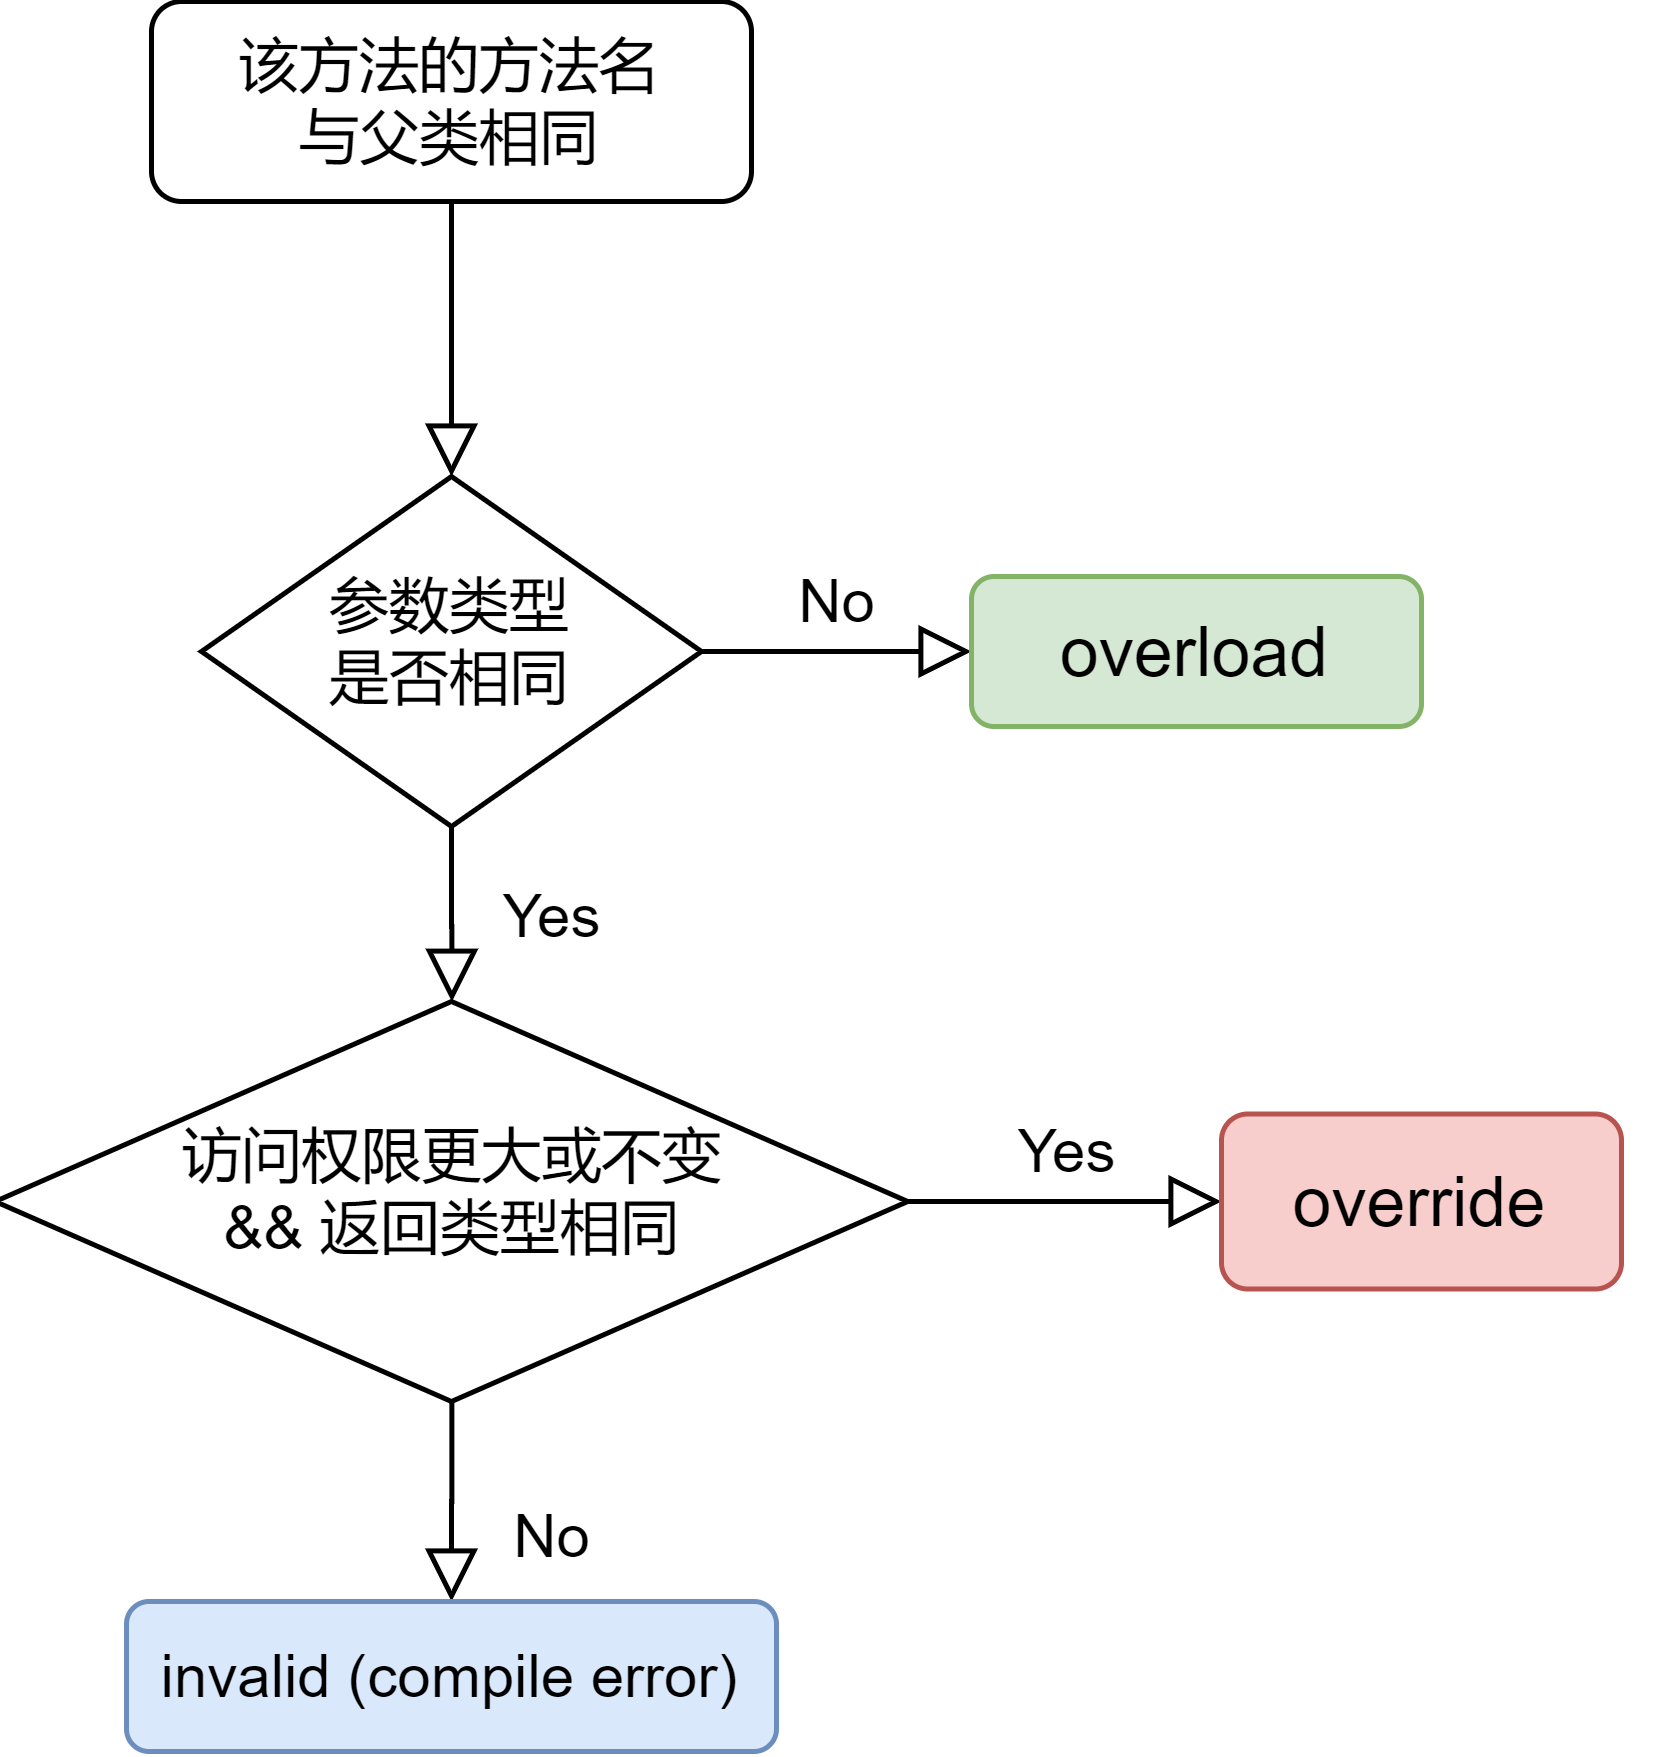 该方法的方法名
与父类相同
参数类型
是否相同
No
overload
Yes
访问权限更大或不变
&& 返回类型相同
Yes
override
No
invalid (compile error)